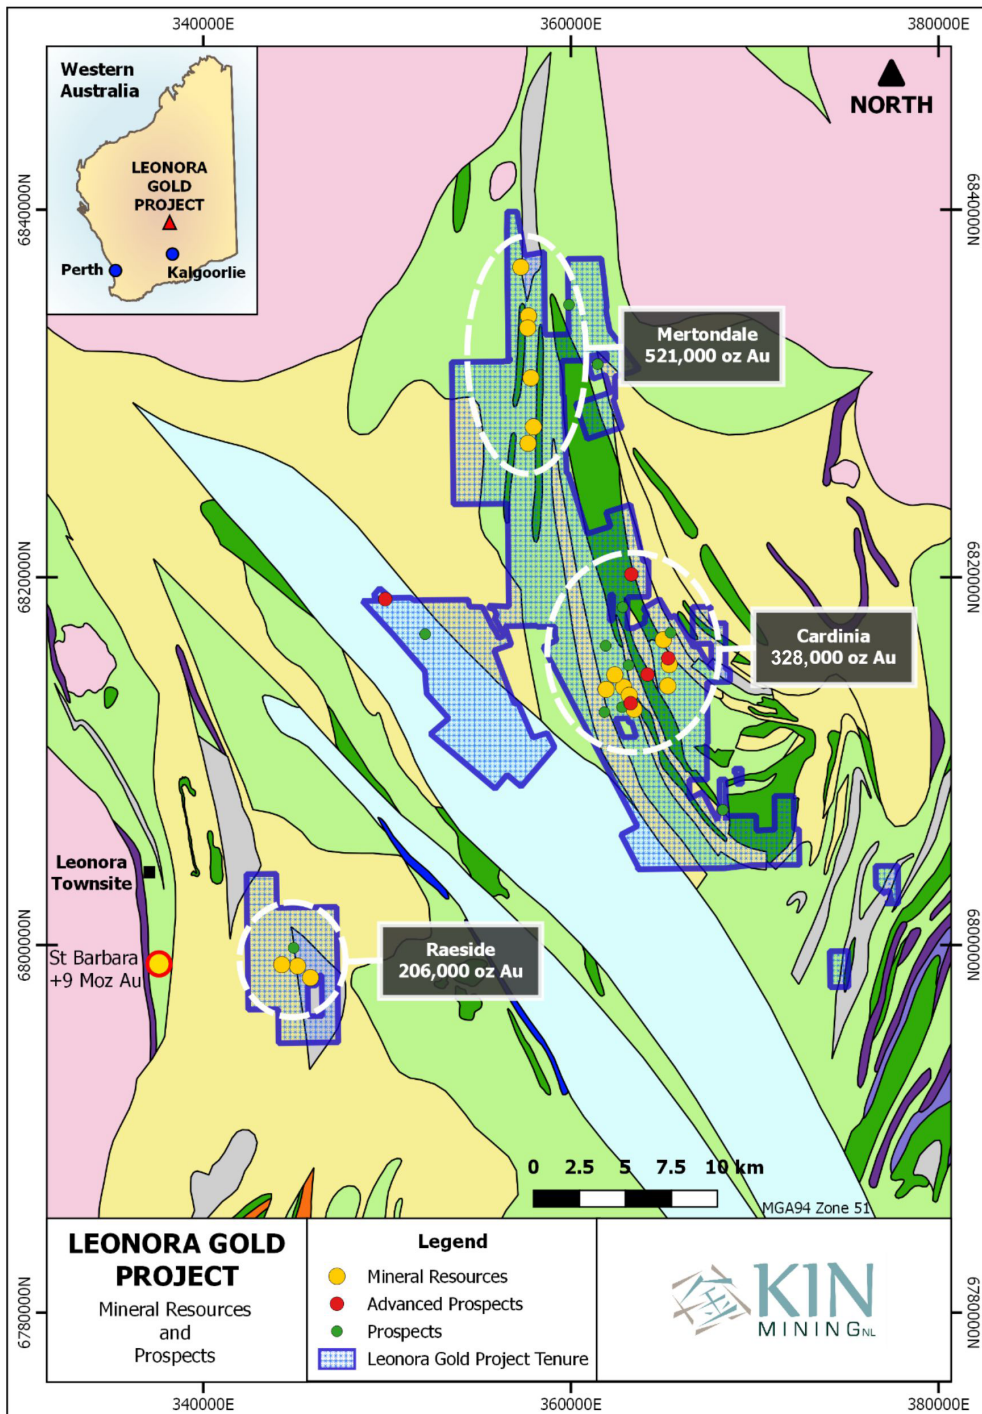 340000E
360000E
380000E
Western
Australia
LEONORA
GOLD
PROJECT
Perth
Kalgoorlie
NORTH
6840000N
6840000N
Mertondale
521,000 oz Au
6820000N
6820000N
Cardinia
328,000 oz Au
Leonora
Townsite
6800000N
6800000N
St Barbara
+9 Moz Au
Raeside
206,000 oz Au
0 2.5 5 7.5 10 km
MGA94 Zone 51
LEONORA GOLD
PROJECT
Mineral Resources
and
Prospects
Legend
Mineral Resources
Advanced Prospects
Prospects
Leonora Gold Project Tenure
KIN
MINING NL
6780000N
6780000N
340000E
360000E
380000E